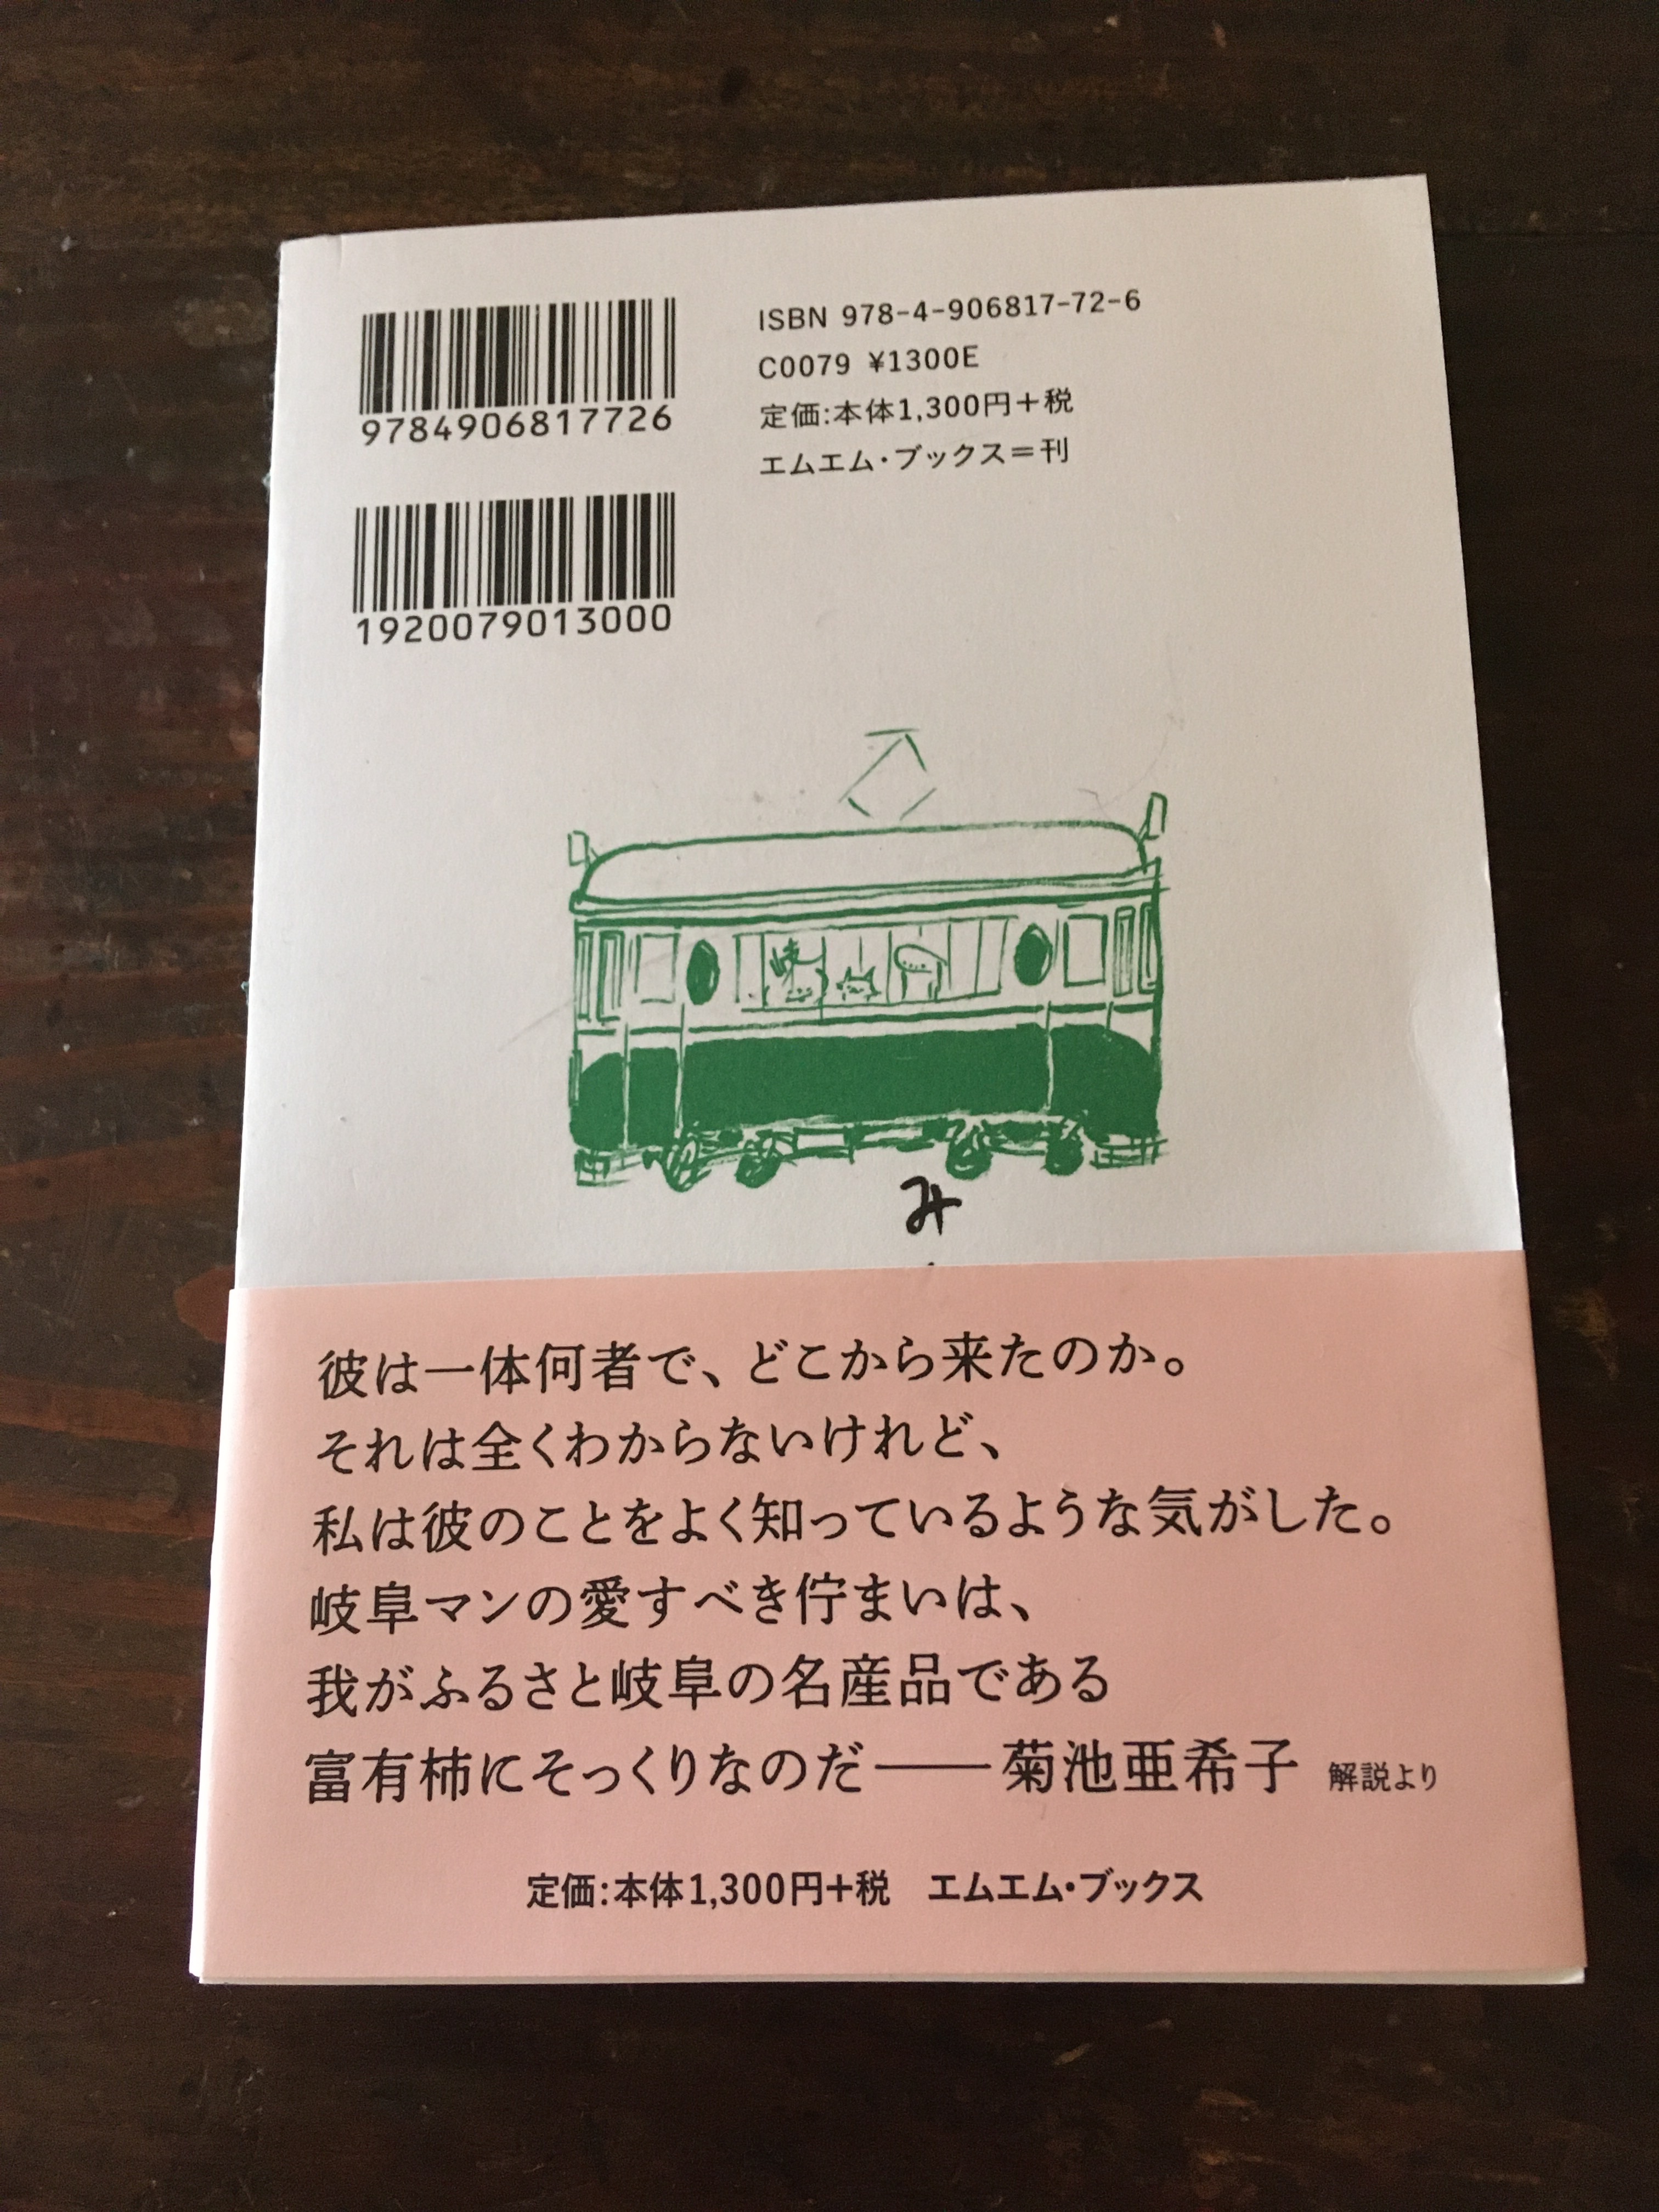 ISBN 978-4-906817-72-6
C0079 ¥1300E
定価:本体1,300円+税
エムエム・ブックス=刊
9784906817726
1920079013000
岐
み
彼は一体何者で、どこから来たのか。
それは全くわからないけれど、
私は彼のことをよく知っているような気がした。
岐阜マンの愛すべき佇まいは、
我がふるさと岐阜の名産品である
富有柿にそっくりなのだ――菊池亜希子 解説より
定価:本体1,300円+税 エムエム・ブックス